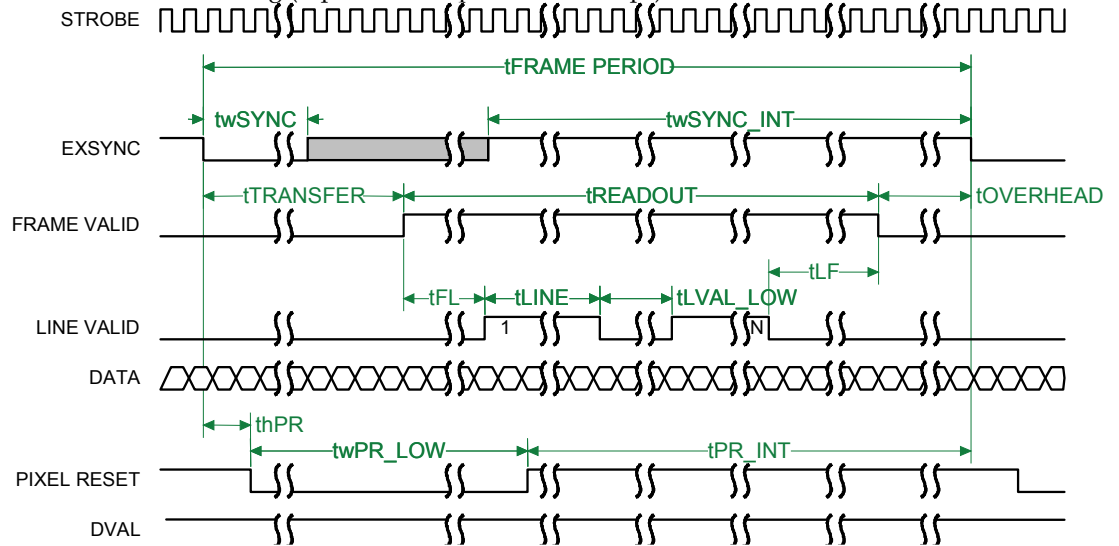 STROBE
tFRAME PERIOD
twSYNC
twSYNC_INT
EXSYNC
tTRANSFER
tREADOUT
tOVERHEAD
FRAME VALID
tLF
tFL
tLINE
tLVAL_LOW
LINE VALID
1
N
DATA
thPR
twPR_LOW
tPR_INT
PIXEL RESET
DVAL